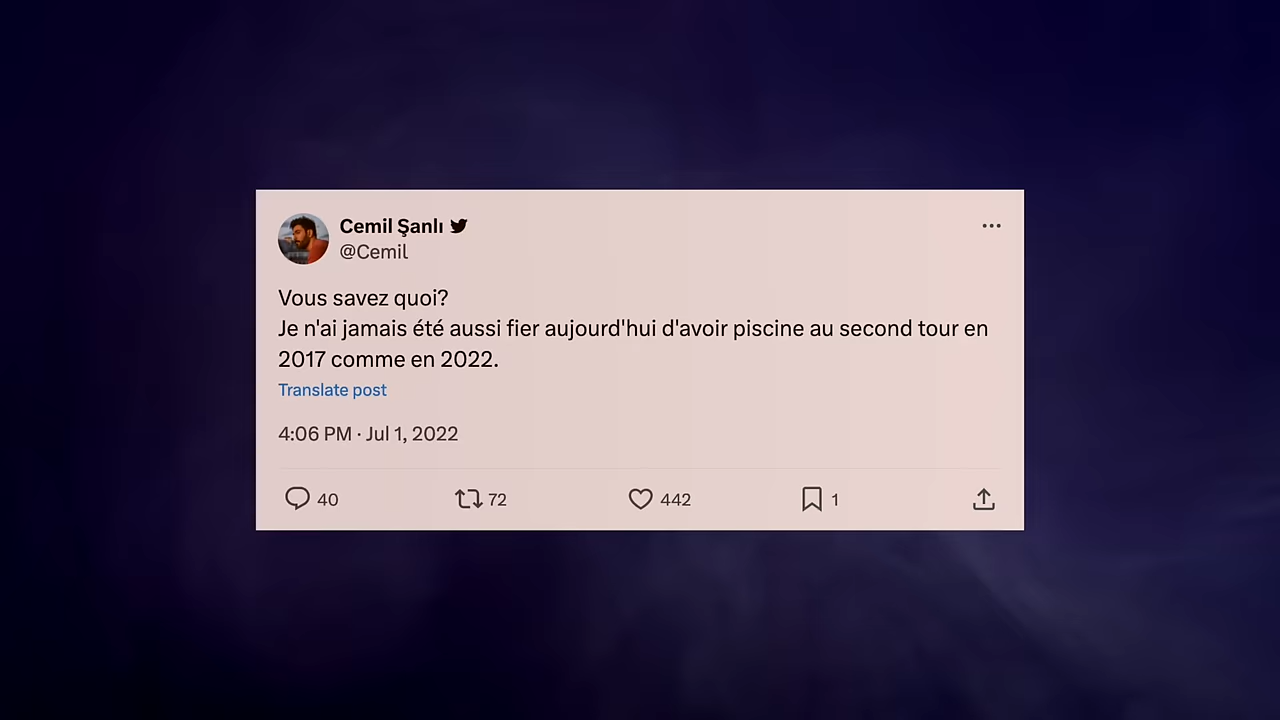 Cemil Şanlı
@Cemil
Vous savez quoi?
Je n'ai jamais été aussi fier aujourd'hui d'avoir piscine au second tour en
2017 comme en 2022.
Translate post
4:06 PM · Jul 1, 2022
40 72 442 1